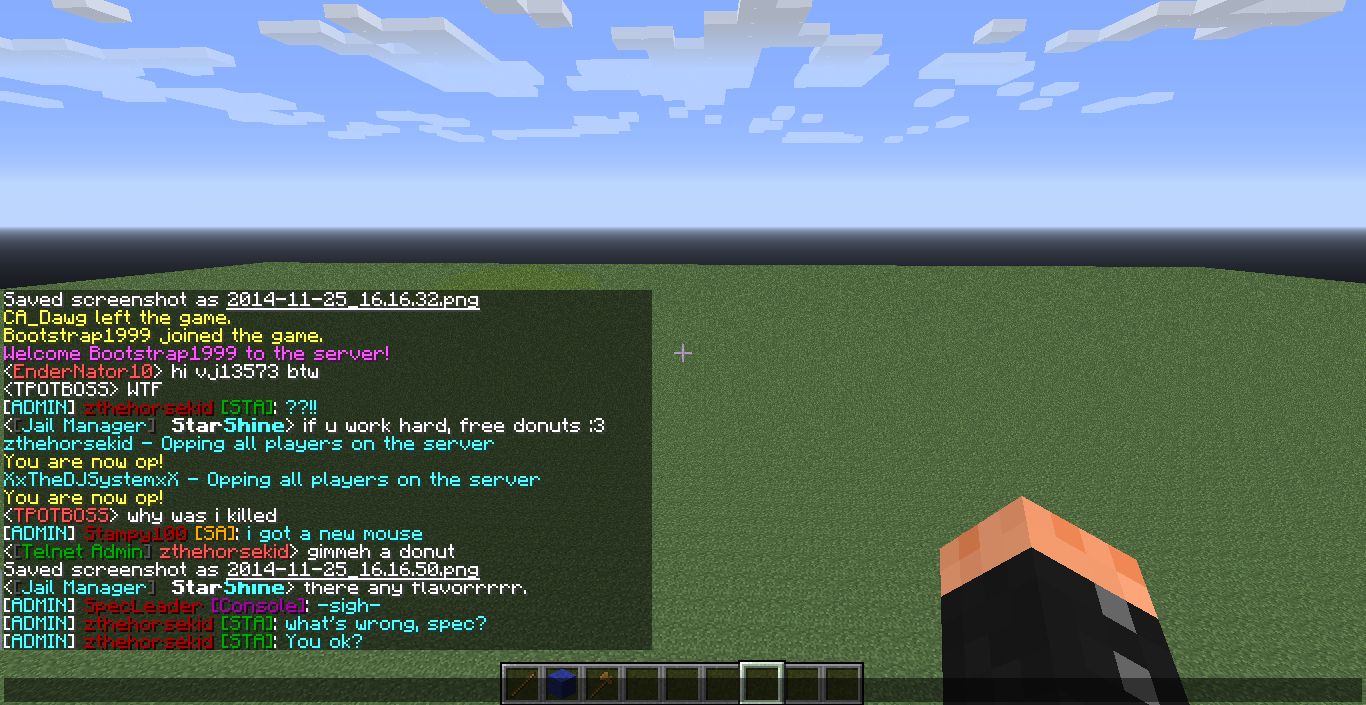 Saved screenshot as 2014-11-25_16.16.32.png
CA_Dawg left the game.
Bootstrap1999 joined the game.
Welcome Bootstrap1999 to the server!
<EnderNator10> hi vj13573 btw
<TPOTBOSS> WTF
[ADMIN] zthehorsekid [STA]: ??!!
<[Jail Manager] StarShine> if u work hard, free donuts :3
zthehorsekid - Opping all players on the server
You are now op!
XxTheDJSystemxX - Opping all players on the server
You are now op!
<TPOTBOSS> why was i killed
[ADMIN] Stampy100 [SA]: i got a new mouse
<[Telnet Admin] zthehorsekid> gimmeh a donut
Saved screenshot as 2014-11-25_16.16.50.png
<[Jail Manager] StarShine> there any flavorrrrr.
[ADMIN] SpecLeader [Console]: -sigh-
[ADMIN] zthehorsekid [STA]: what's wrong, spec?
[ADMIN] zthehorsekid [STA]: You ok?